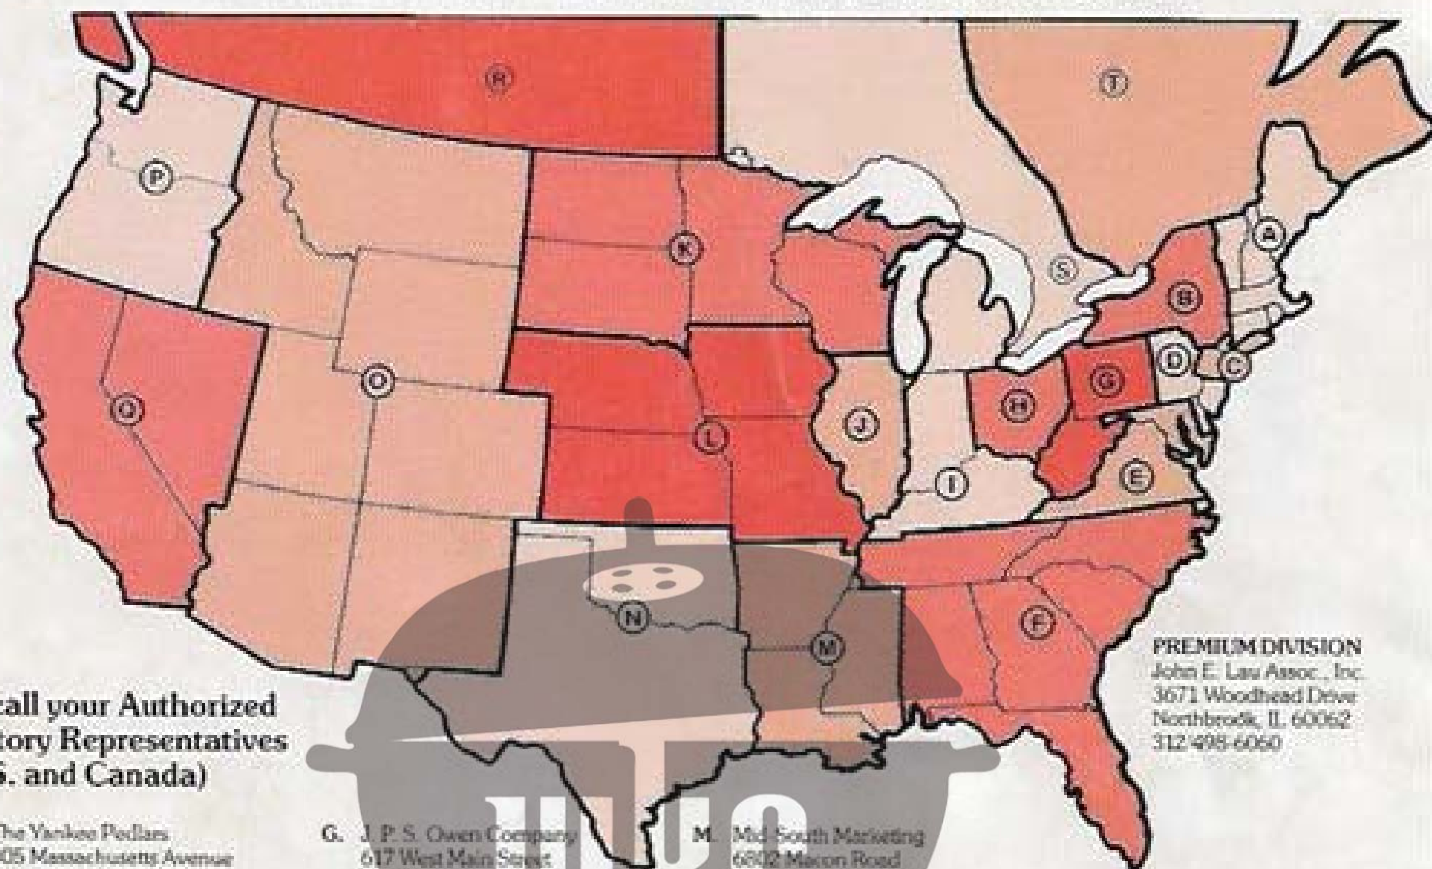 R
T
P
A
K
S
B
O
D
C
G
Q
H
J
L
I
E
N
F
M
PREMIUM DIVISION
John E. Lau Assoc., Inc.
3671 Woodhead Drive
Northbrook, IL 60062
312/498-6060
call your Authorized
tory Representatives
S. and Canada)
The Yankee Pedlars
05 Massachusetts Avenue
G. J. P. S. Owen Company
617 West Main Street
M. Mid-South Marketing
6802 Macon Road